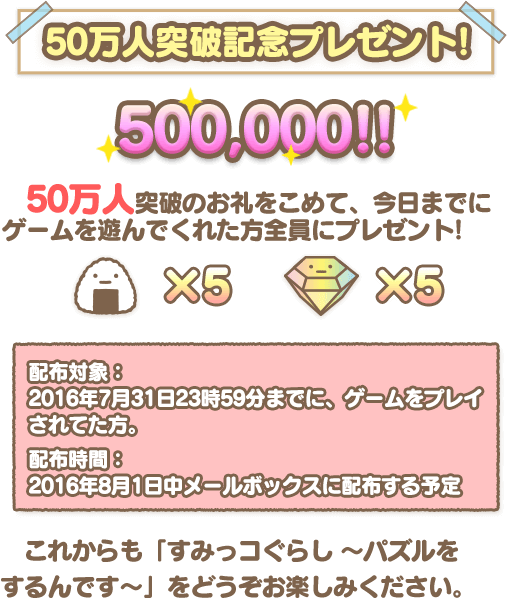 50万人突破記念プレゼント!
500,000!!
50万人突破のお礼をこめて、今日までに
ゲームを遊んでくれた方全員にプレゼント!
×5 ×5
配布対象：
2016年7月31日23時59分までに、ゲームをプレイ
されてた方。
配布時間：
2016年8月1日中メールボックスに配布する予定
これからも「すみっコぐらし ～パズルを
するんです～」をどうぞお楽しみください。